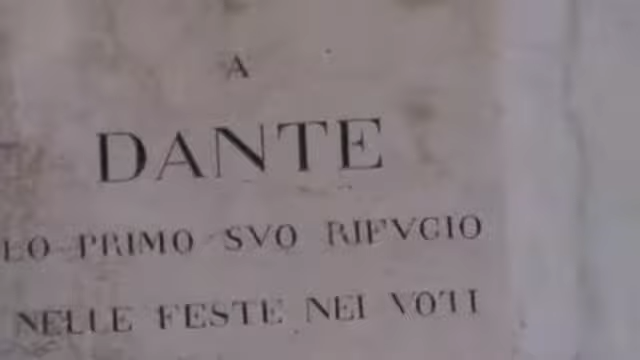 A
DANTE
LO PRIMO SVO RIFVGIO
NELLE FESTE NEI VOTI